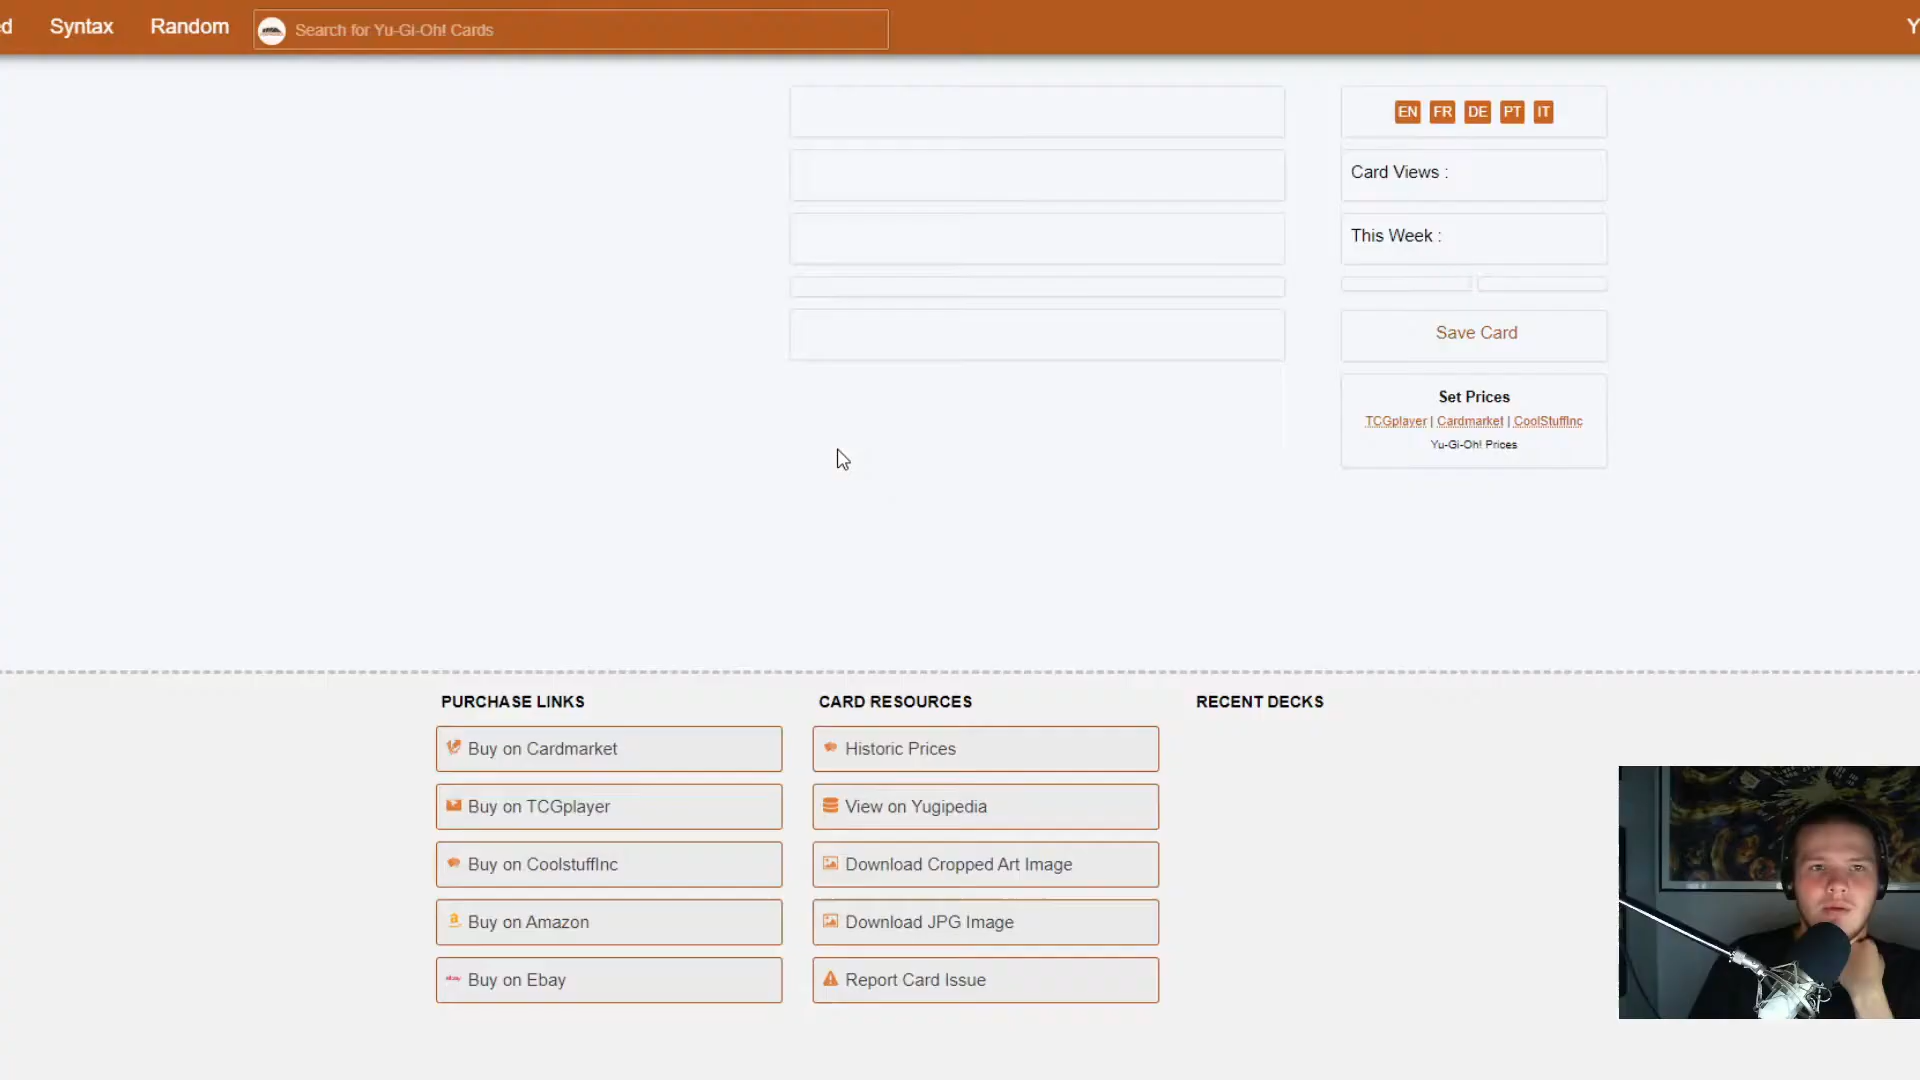 ed Syntax Random Search for Yu-Gi-Oh! Cards Y
EN FR DE PT IT
Card Views :
This Week :
Save Card
Set Prices
TCGplayer | Cardmarket | CoolStuffInc
Yu-Gi-Oh! Prices
PURCHASE LINKS
Buy on Cardmarket
Buy on TCGplayer
Buy on CoolstuffInc
Buy on Amazon
Buy on Ebay
CARD RESOURCES
Historic Prices
View on Yugipedia
Download Cropped Art Image
Download JPG Image
Report Card Issue
RECENT DECKS